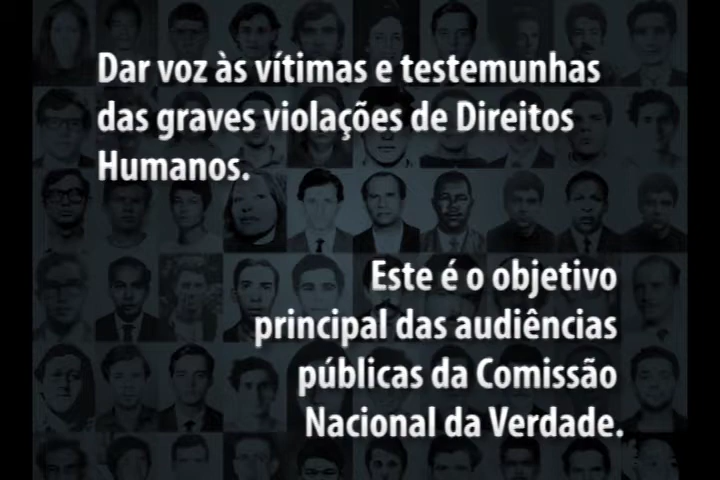 Dar voz às vítimas e testemunhas
das graves violações de Direitos
Humanos.
Este é o objetivo
principal das audiências
públicas da Comissão
Nacional da Verdade.